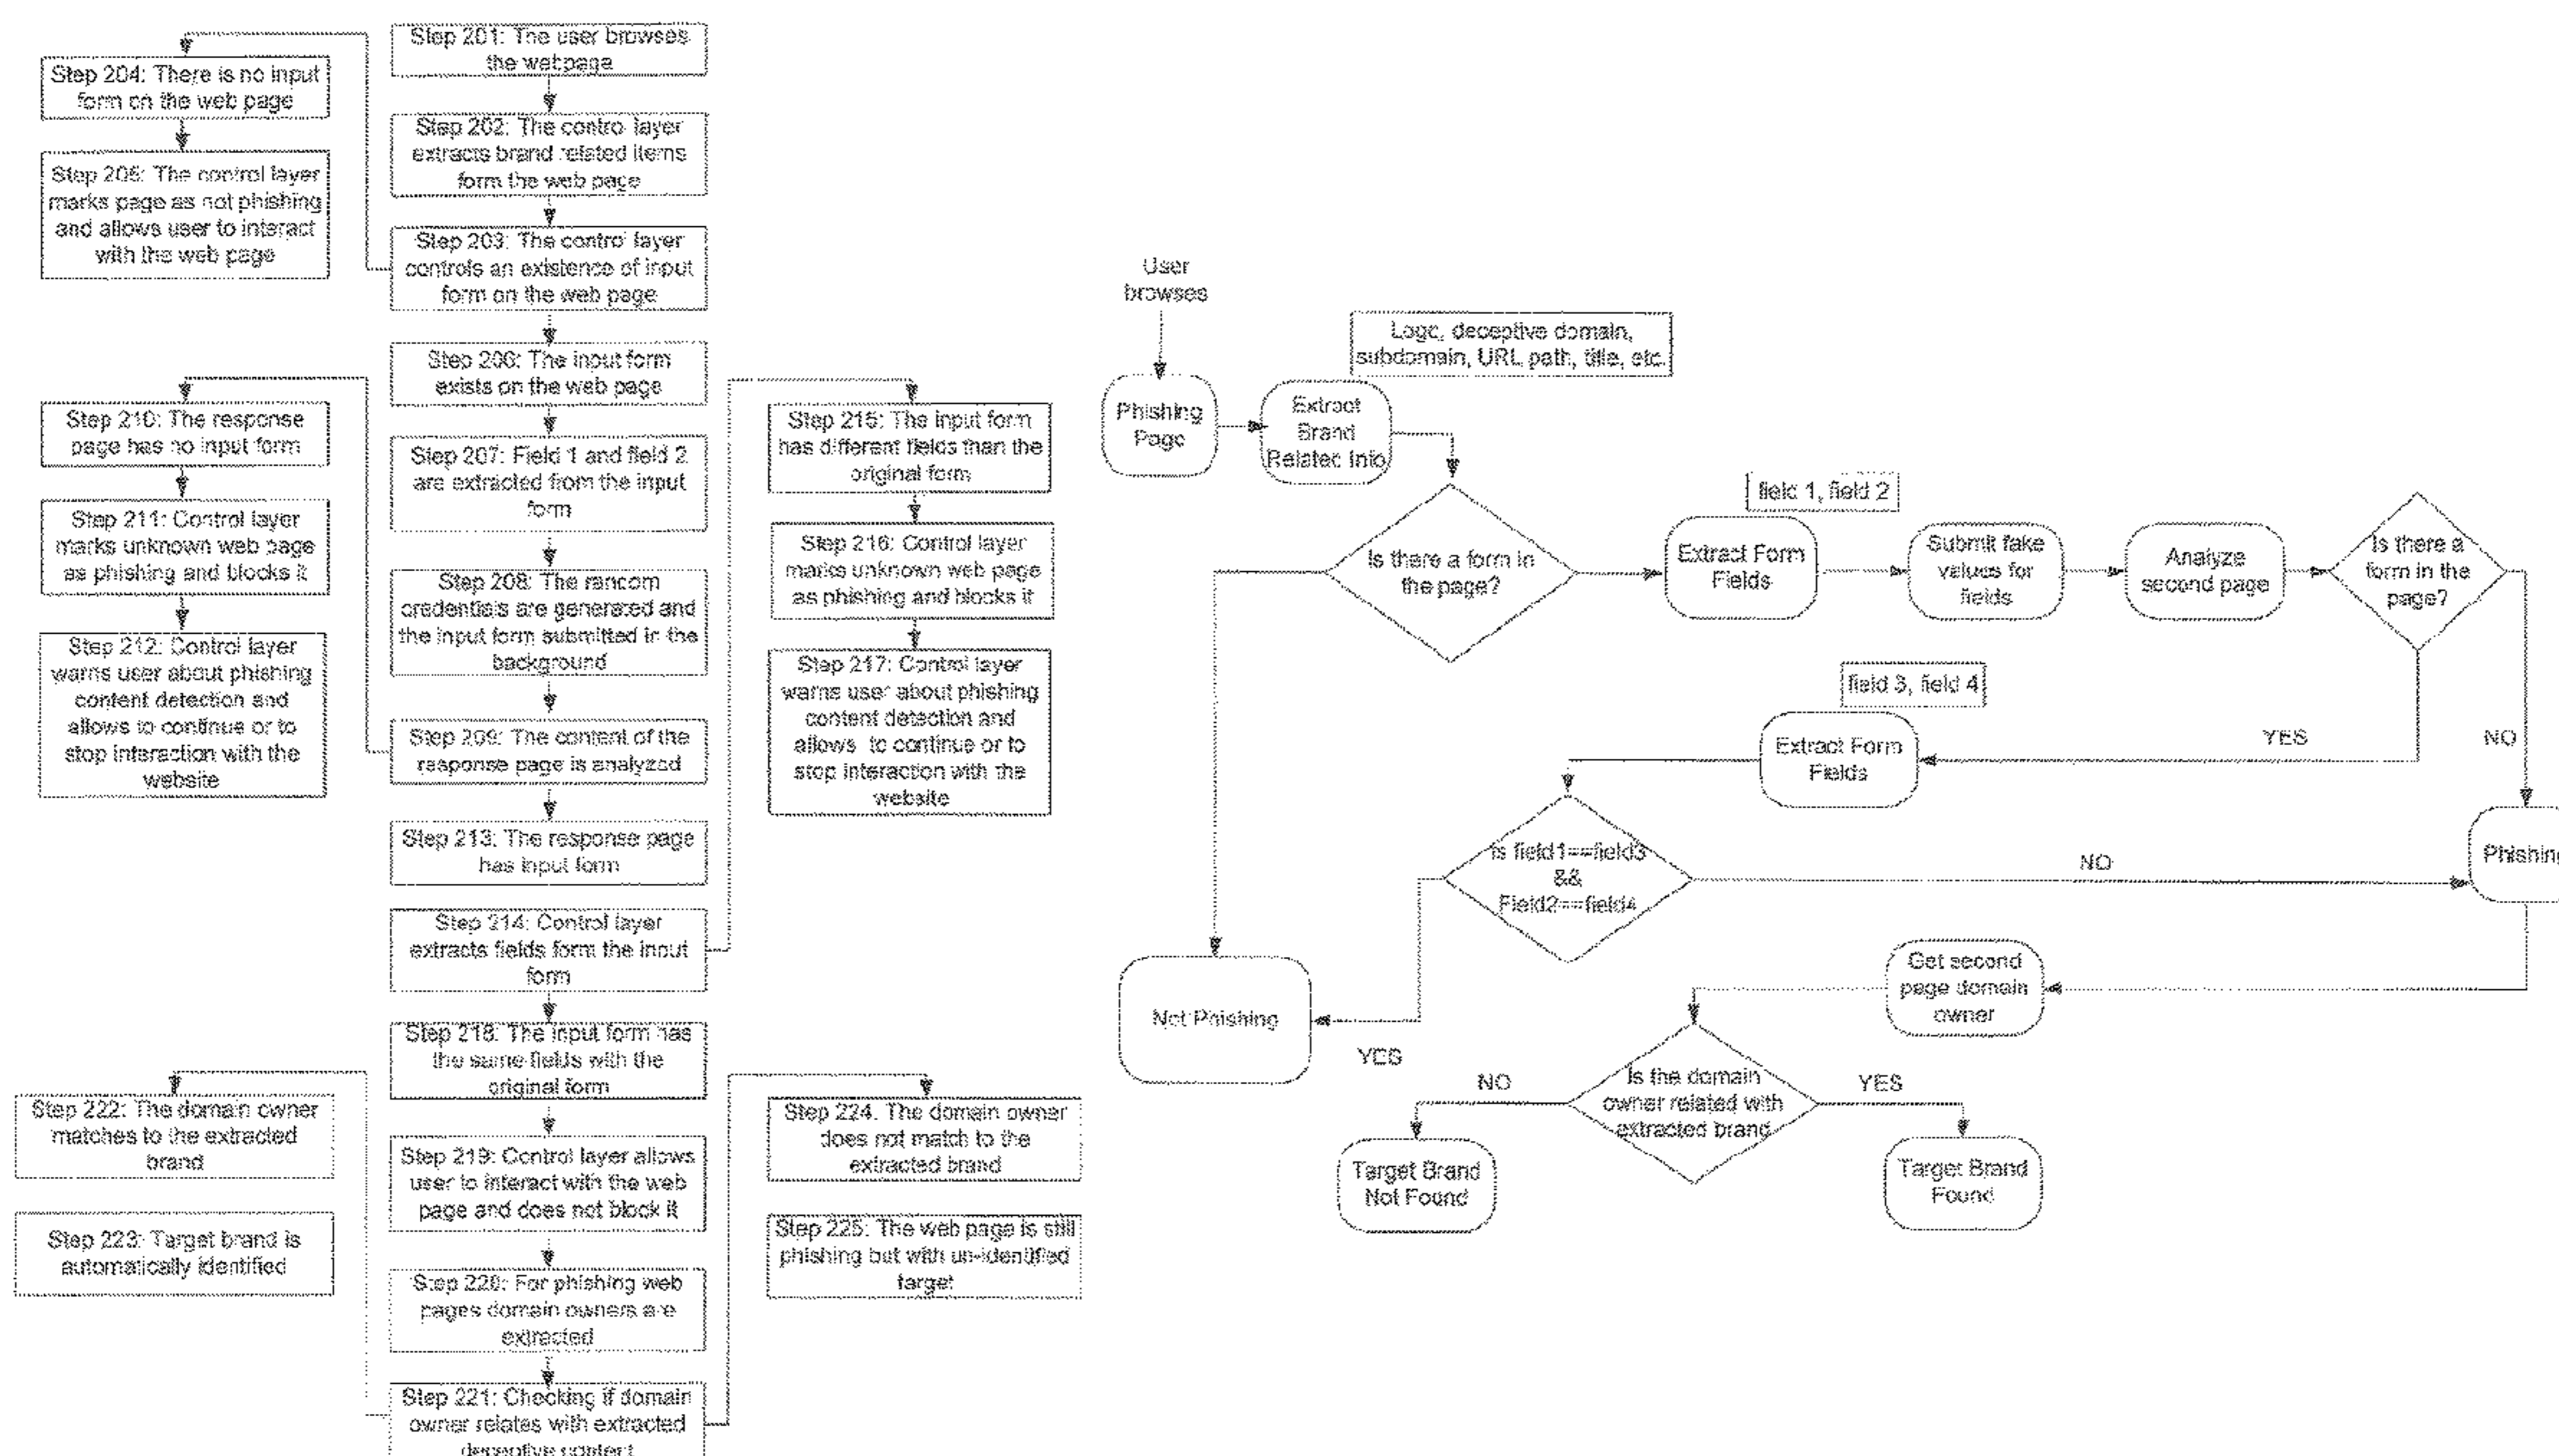 Step 201: The user browses
the webpage
Step 202: The control layer
extracts brand related items
form the web page
Step 203: The control layer
controls an existence of input
form on the web page
Step 204: There is no input
form on the web page
Step 205: The control layer
marks page as not phishing
and allows user to interact
with the web page
Step 206: The input form
exists on the web page
Step 207: Field 1 and field 2
are extracted from the input
form
Step 208: The random
credentials are generated and
the input form submitted in the
background
Step 209: The content of the
response page is analyzed
Step 210: The response
page has no input form
Step 211: Control layer
marks unknown web page
as phishing and blocks it
Step 212: Control layer
warns user about phishing
content detection and
allows to continue or to
stop interaction with the
website
Step 213: The response page
has input form
Step 214: Control layer
extracts fields form the input
form
Step 215: The input form
has different fields than the
original form
Step 216: Control layer
marks unknown web page
as phishing and blocks it
Step 217: Control layer
warns user about phishing
content detection and
allows to continue or to
stop interaction with the
website
Step 218: The input form has
the same fields with the
original form
Step 219: Control layer allows
user to interact with the web
page and does not block it
Step 220: For phishing web
pages domain owners are
extracted
Step 221: Checking if domain
owner relates with extracted
deceptive content
Step 222: The domain owner
matches to the extracted
brand
Step 223: Target brand is
automatically identified
Step 224. The domain owner
does not match to the
extracted brand
Step 225: The web page is still
phishing but with un-identified
target
User
browses
Phishing
Page
Logo, deceptive domain,
subdomain, URL path, title, etc.
Extract
Brand
Related Info
Is there a form in
the page?
field 1, field 2
Extract Form
Fields
Submit fake
values for
fields
Analyze
second page
Is there a
form in the
page?
YES
NO
field 3, field 4
Extract Form
Fields
Is field1==field3
&&
Field2==field4
NO
Phishing
YES
Not Phishing
Get second
page domain
owner
Is the domain
owner related with
extracted brand
NO
YES
Target Brand
Not Found
Target Brand
Found